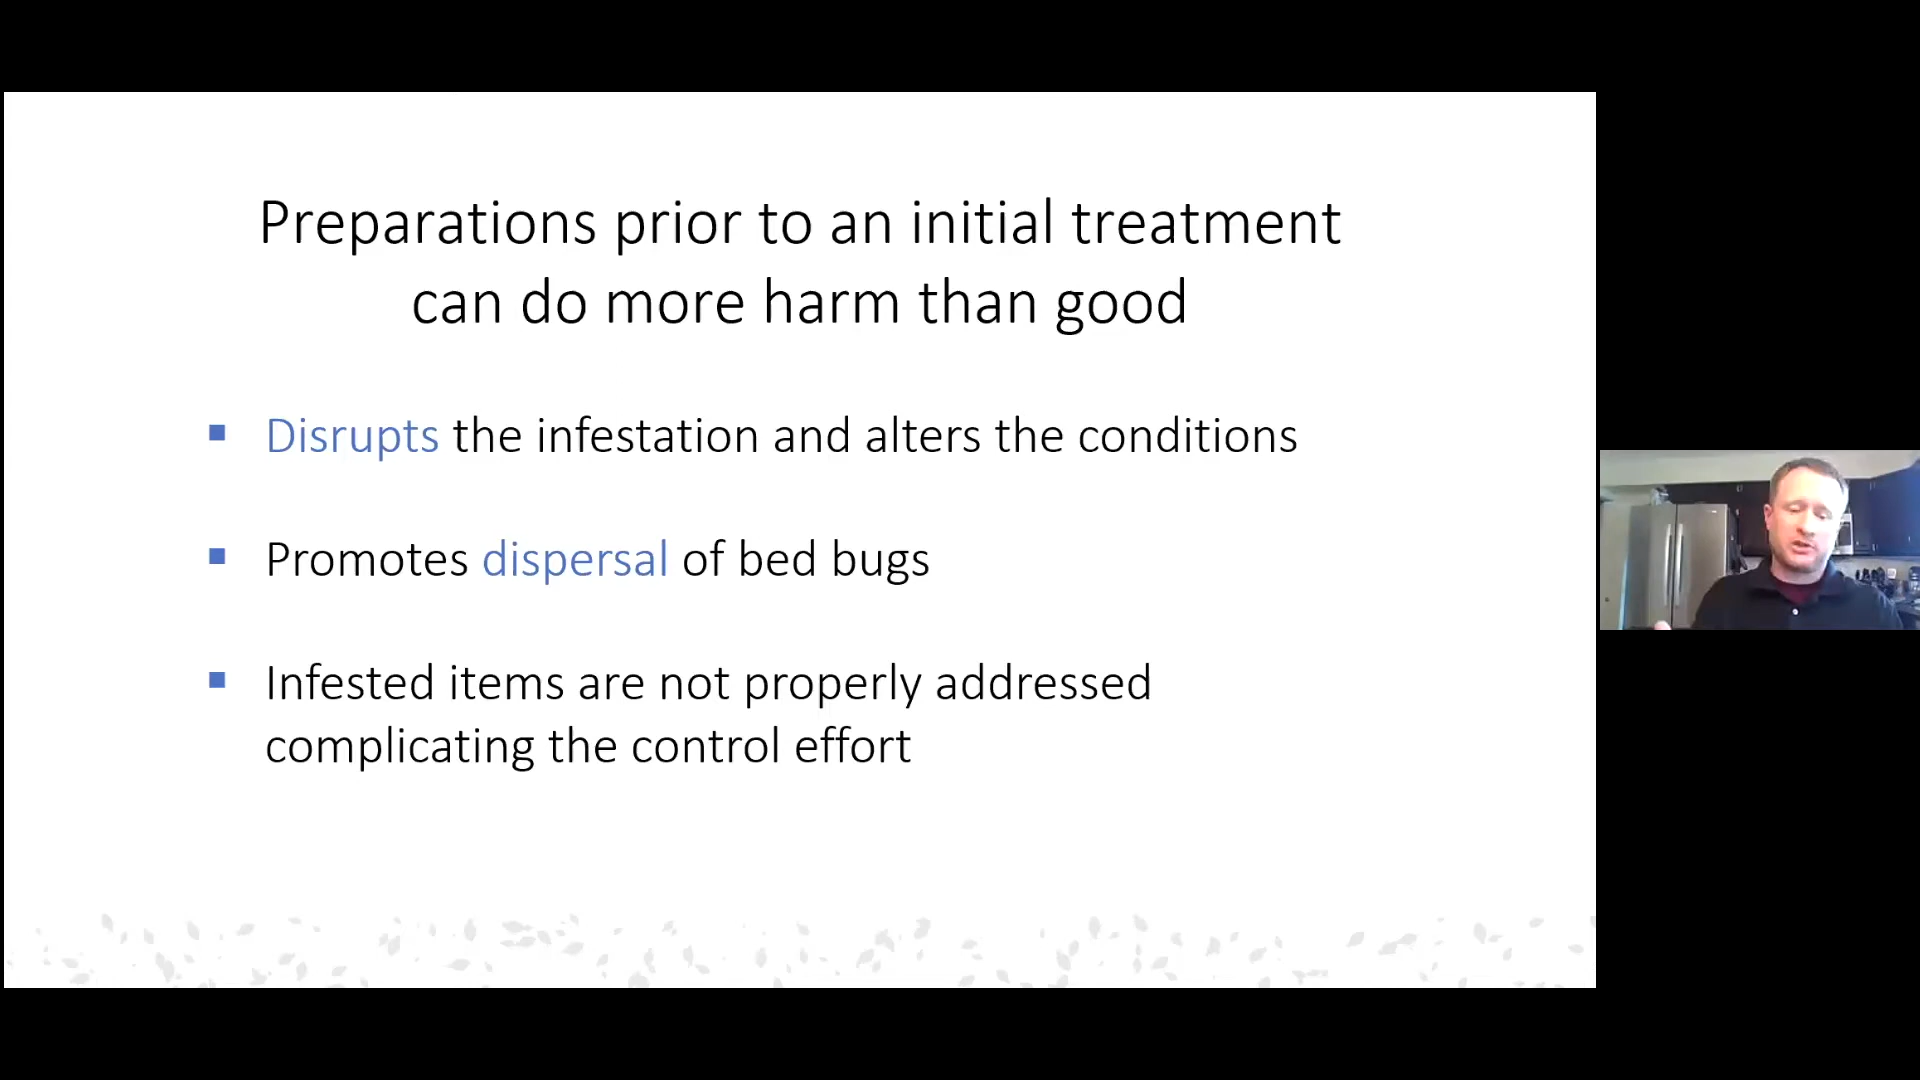 Preparations prior to an initial treatment
can do more harm than good
▪ Disrupts the infestation and alters the conditions
▪ Promotes dispersal of bed bugs
▪ Infested items are not properly addressed
complicating the control effort